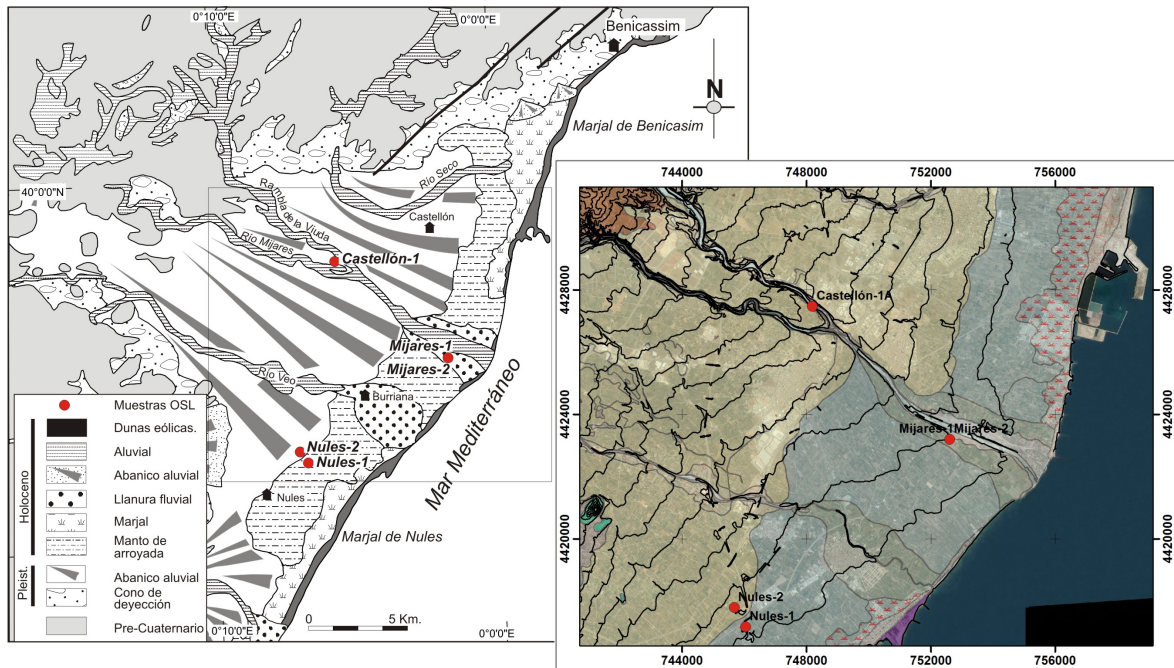 0°10'0"E
0°0'0"E
Benicassim
N
Marjal de Benicasim
40°0'0"N
Río Seco
Rambla de la Viuda
Castellón
Río Mijares
Castellón-1
Mijares-1
Mijares-2
Río Veo
Burriana
Mar Mediterráneo
Nules-2
Nules-1
Nules
Marjal de Nules
0
5 Km.
0°10'0"E
0°0'0"E
Muestras OSL
Dunas eólicas.
Aluvial
Abanico aluvial
Llanura fluvial
Marjal
Manto de
arroyada
Holoceno
Abanico aluvial
Cono de
deyección
Pleist.
Pre-Cuaternario
744000
748000
752000
756000
4428000
4428000
Castellón-1A
4424000
4424000
Mijares-1Mijares-2
4420000
4420000
Nules-2
Nules-1
744000
748000
752000
756000